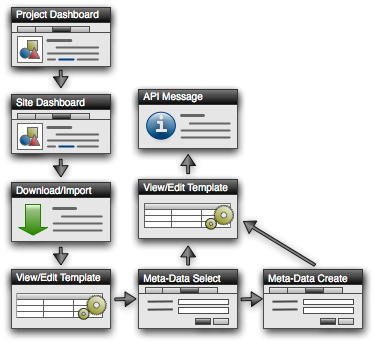 Project Dashboard
Site Dashboard
API Message
Download/Import
View/Edit Template
View/Edit Template
Meta-Data Select
Meta-Data Create